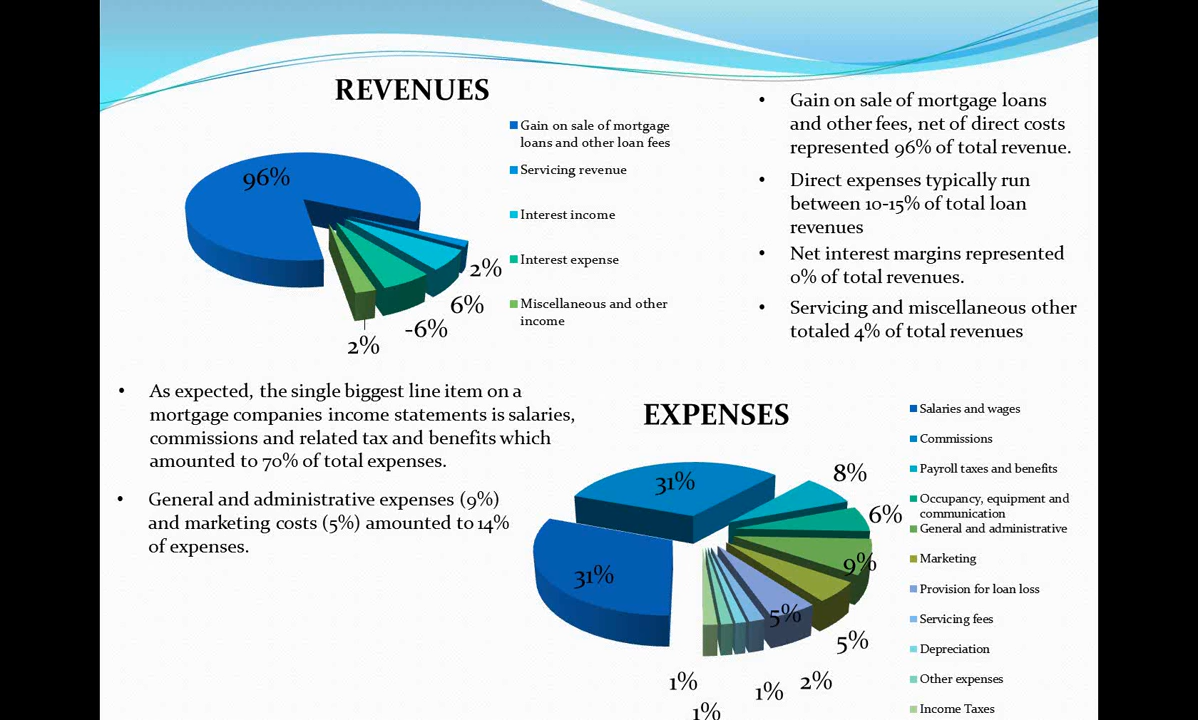 REVENUES
96%
2%
6%
-6%
2%
Gain on sale of mortgage
loans and other loan fees
Servicing revenue
Interest income
Interest expense
Miscellaneous and other
income
• Gain on sale of mortgage loans
and other fees, net of direct costs
represented 96% of total revenue.
• Direct expenses typically run
between 10-15% of total loan
revenues
• Net interest margins represented
0% of total revenues.
• Servicing and miscellaneous other
totaled 4% of total revenues
• As expected, the single biggest line item on a
mortgage companies income statements is salaries,
commissions and related tax and benefits which
amounted to 70% of total expenses.
• General and administrative expenses (9%)
and marketing costs (5%) amounted to 14%
of expenses.
EXPENSES
31%
31%
8%
6%
9%
5%
5%
2%
1%
1%
1%
Salaries and wages
Commissions
Payroll taxes and benefits
Occupancy, equipment and
communication
General and administrative
Marketing
Provision for loan loss
Servicing fees
Depreciation
Other expenses
Income Taxes